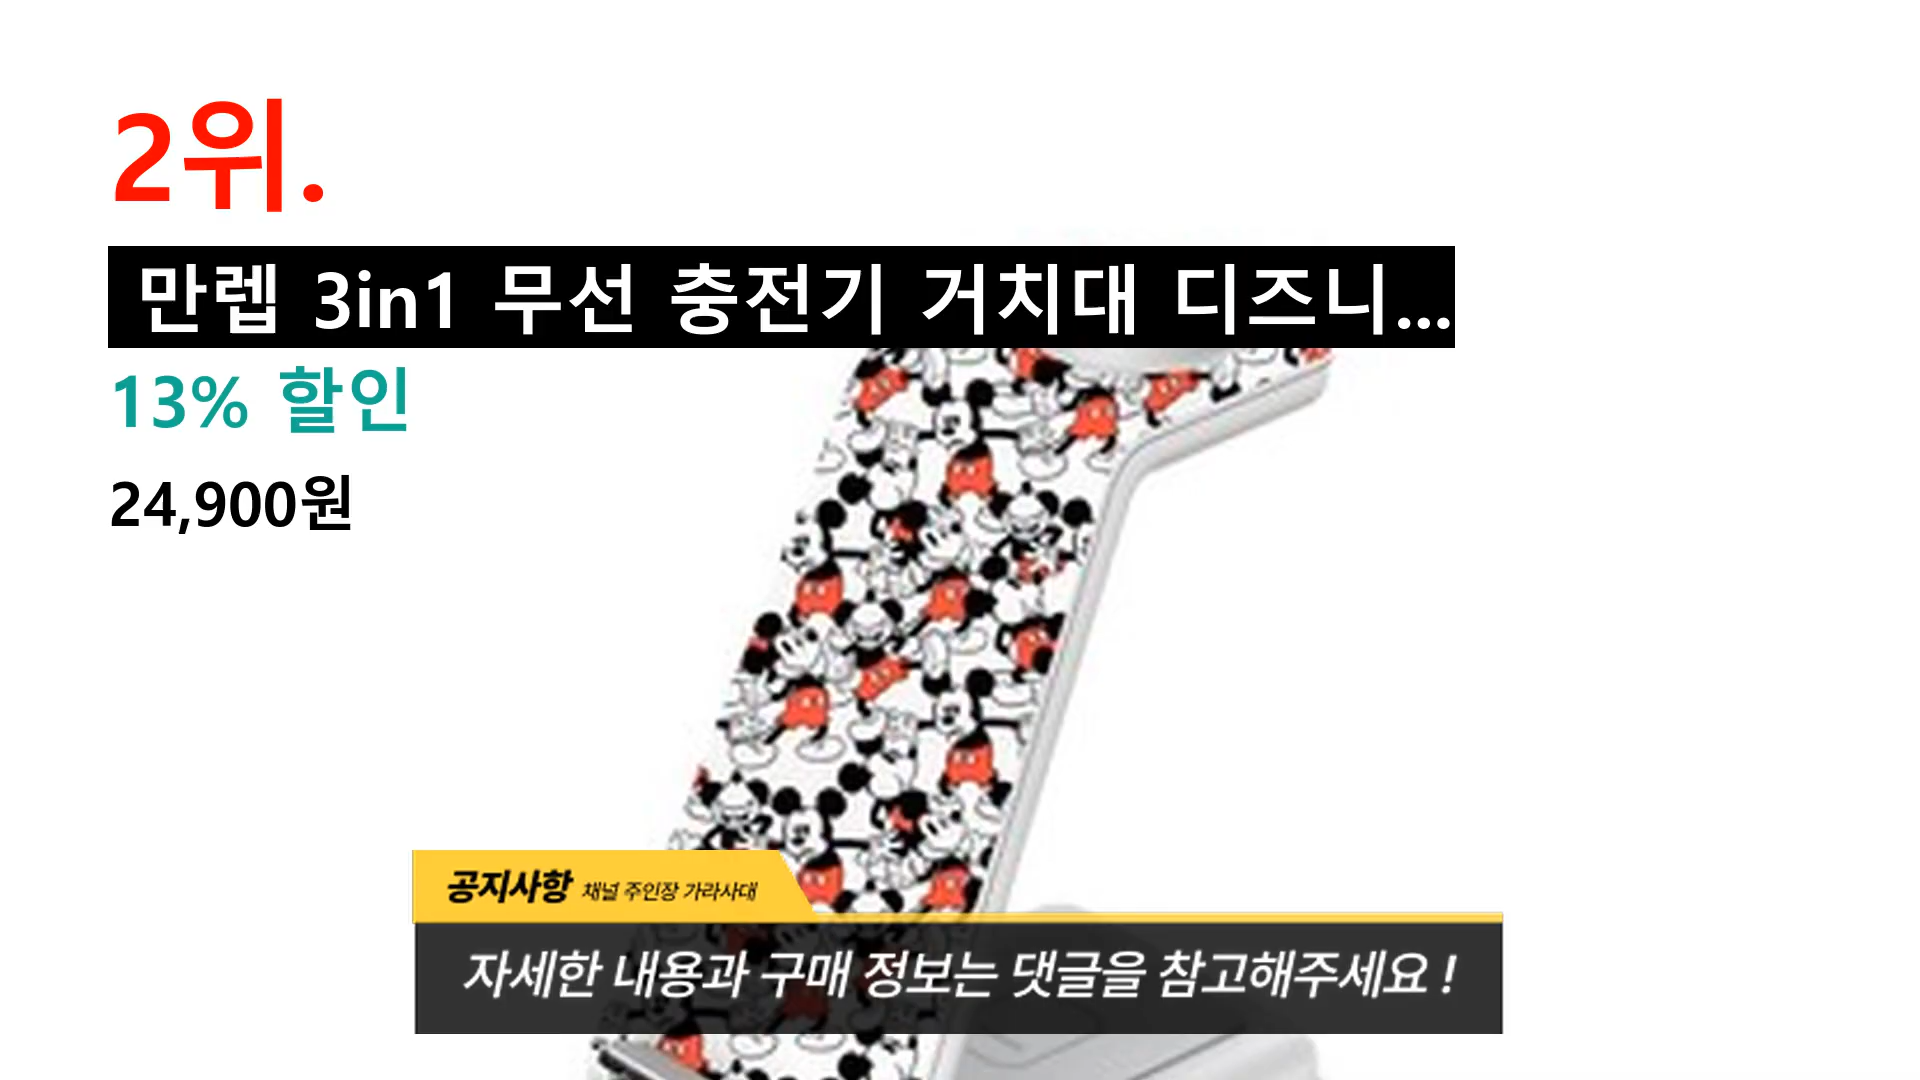 2위.
만렙 3in1 무선 충전기 거치대 디즈니...
13% 할인
24,900원
공지사항 채널 주인장 가라사대
자세한 내용과 구매 정보는 댓글을 참고해주세요 !